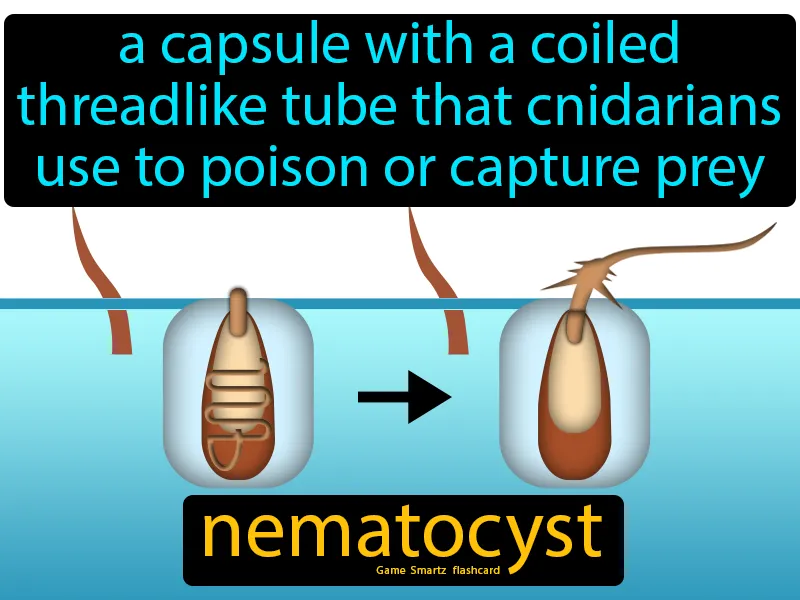 a capsule with a coiled
threadlike tube that cnidarians
use to poison or capture prey
nematocyst
Game Smartz flashcard